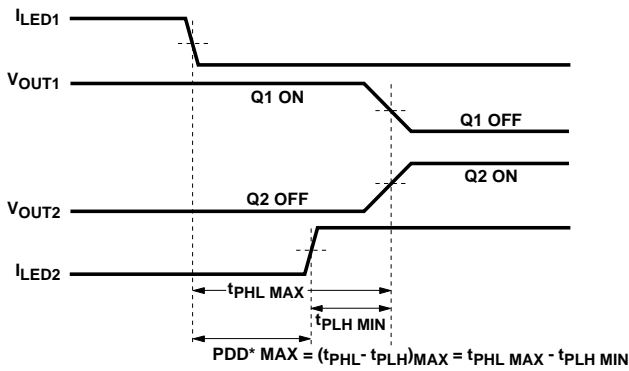 ILED1
VOUT1
Q1 ON
Q1 OFF
Q2 ON
Q2 OFF
VOUT2
ILED2
tPHL MAX
tPLH MIN
PDD* MAX = (tPHL- tPLH)MAX = tPHL MAX - tPLH MIN